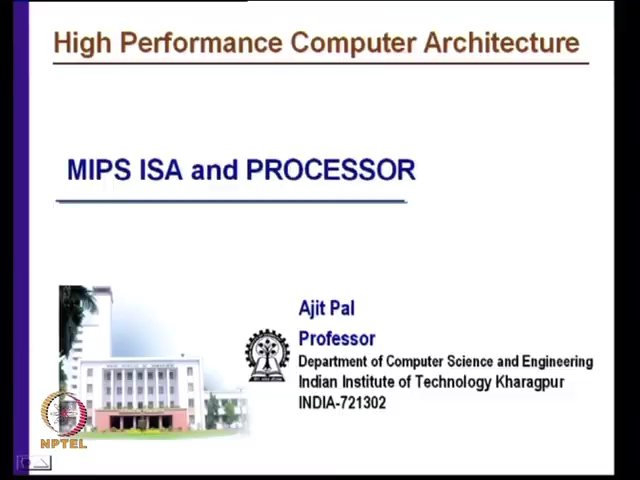 High Performance Computer Architecture
MIPS ISA and PROCESSOR
Ajit Pal
Professor
Department of Computer Science and Engineering
Indian Institute of Technology Kharagpur
INDIA-721302
NPTEL